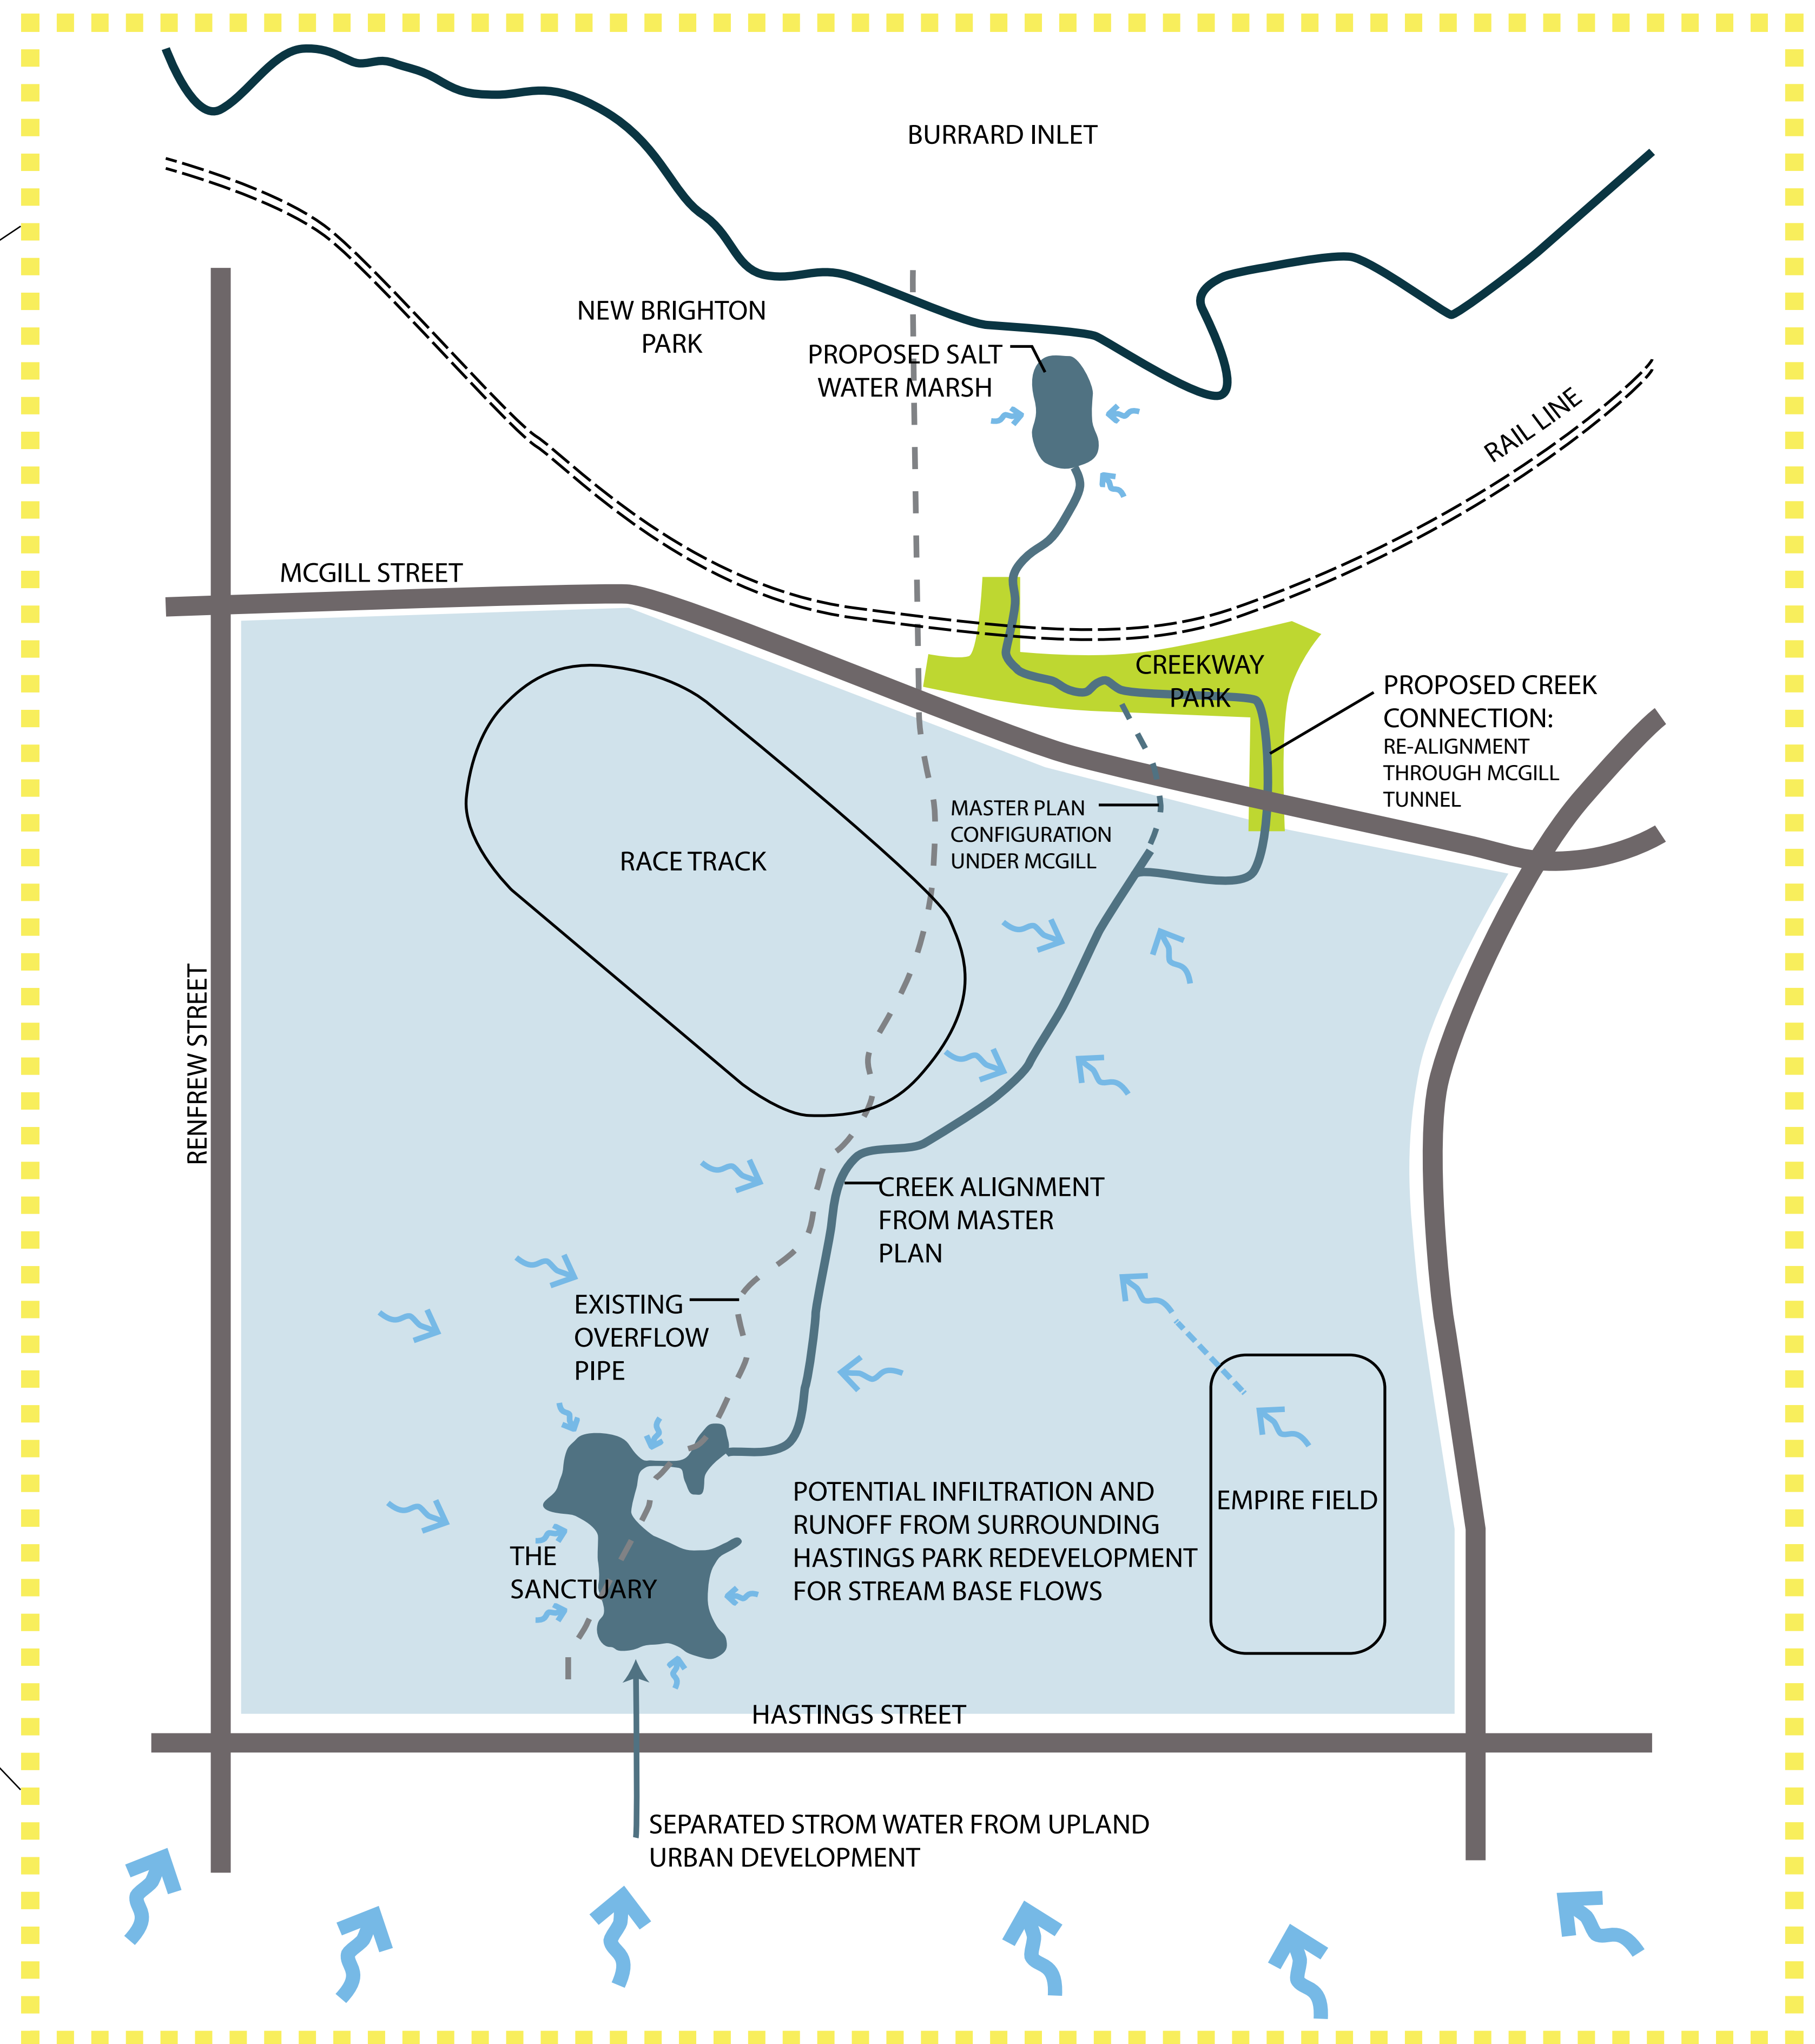 BURRARD INLET
NEW BRIGHTON
PARK
PROPOSED SALT
WATER MARSH
RAIL LINE
MCGILL STREET
CREEKWAY
PARK
PROPOSED CREEK
CONNECTION:
RE-ALIGNMENT
THROUGH MCGILL
TUNNEL
MASTER PLAN
CONFIGURATION
UNDER MCGILL
RACE TRACK
RENFREW STREET
CREEK ALIGNMENT
FROM MASTER
PLAN
EXISTING
OVERFLOW
PIPE
POTENTIAL INFILTRATION AND
RUNOFF FROM SURROUNDING
HASTINGS PARK REDEVELOPMENT
FOR STREAM BASE FLOWS
EMPIRE FIELD
THE
SANCTUARY
HASTINGS STREET
SEPARATED STROM WATER FROM UPLAND
URBAN DEVELOPMENT